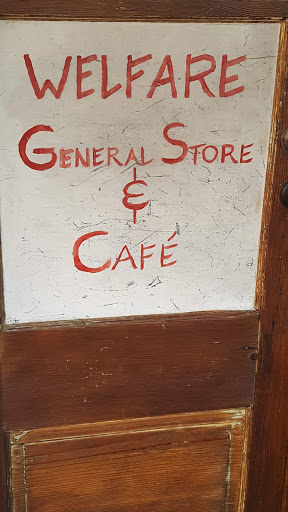 WELFARE
GENERAL STORE
&
CAFÉ